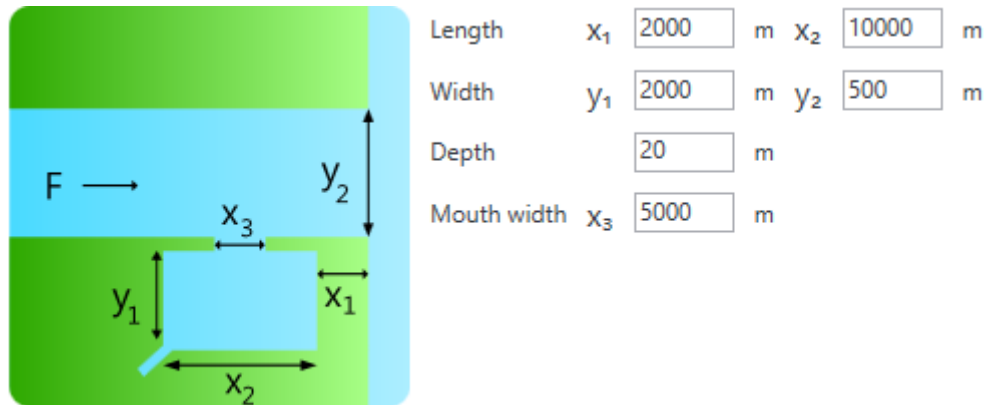 Length x₁ 2000 m x₂ 10000 m
Width y₁ 2000 m y₂ 500 m
Depth 20 m
Mouth width x₃ 5000 m
F
y₂
x₃
y₁
x₁
x₂